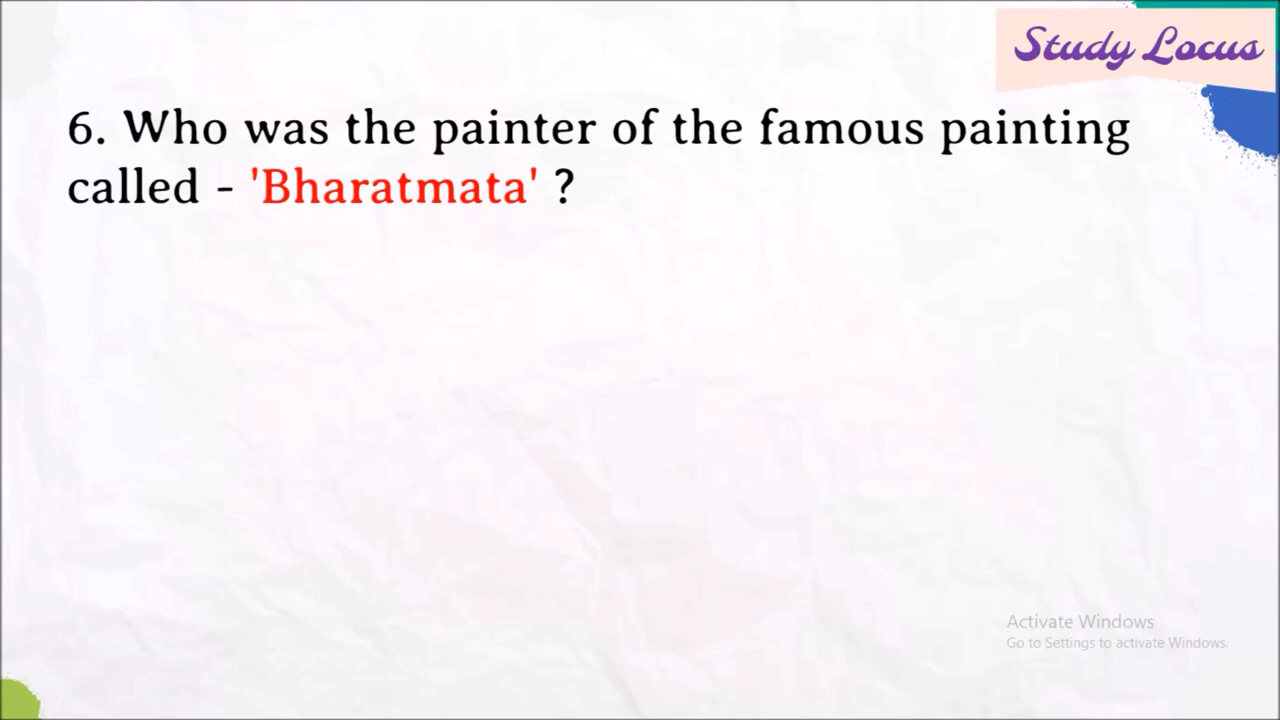 Study Locus
6. Who was the painter of the famous painting
called - 'Bharatmata' ?
Activate Windows
Go to Settings to activate Windows.